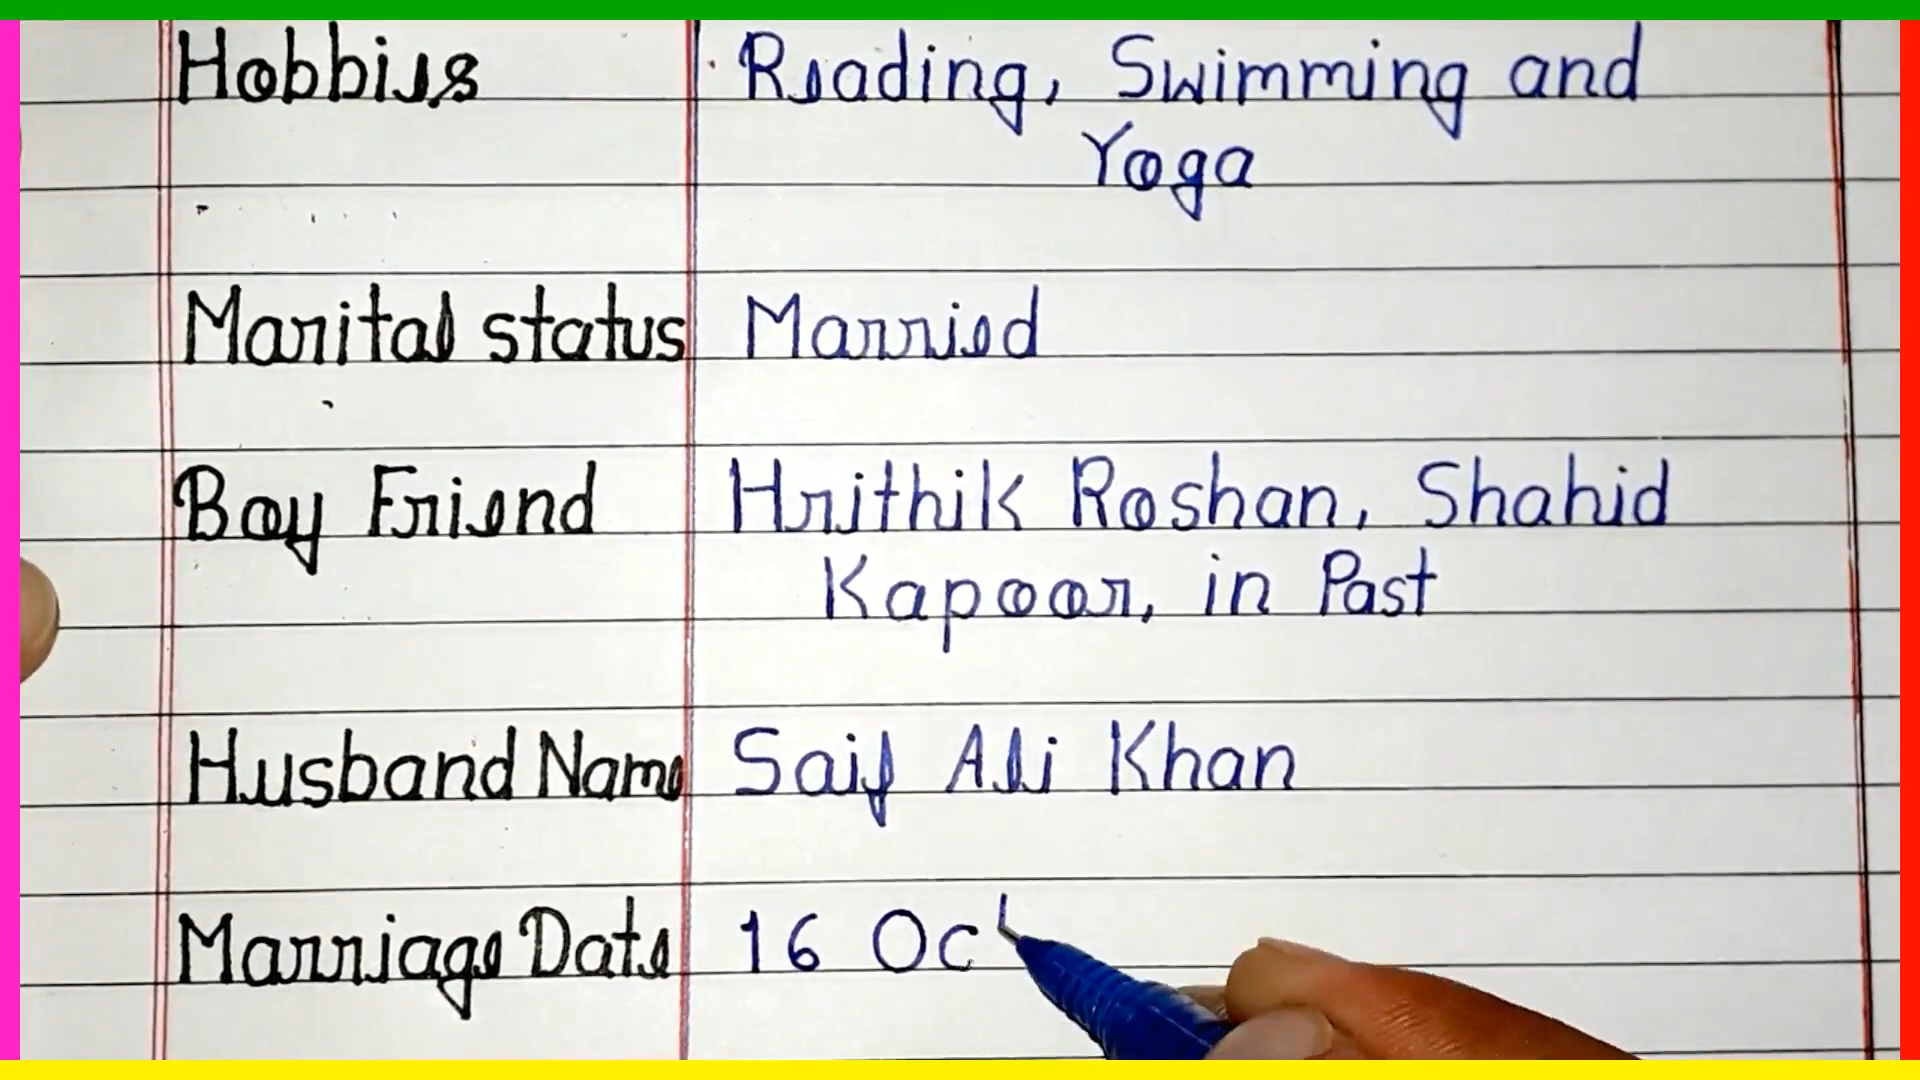 Hobbies Reading, Swimming and
Yoga
Marital status Married
Boy Friend Hrithik Roshan, Shahid
Kapoor, in Past
Husband Name Saif Ali Khan
Marriage Date 16 Oc